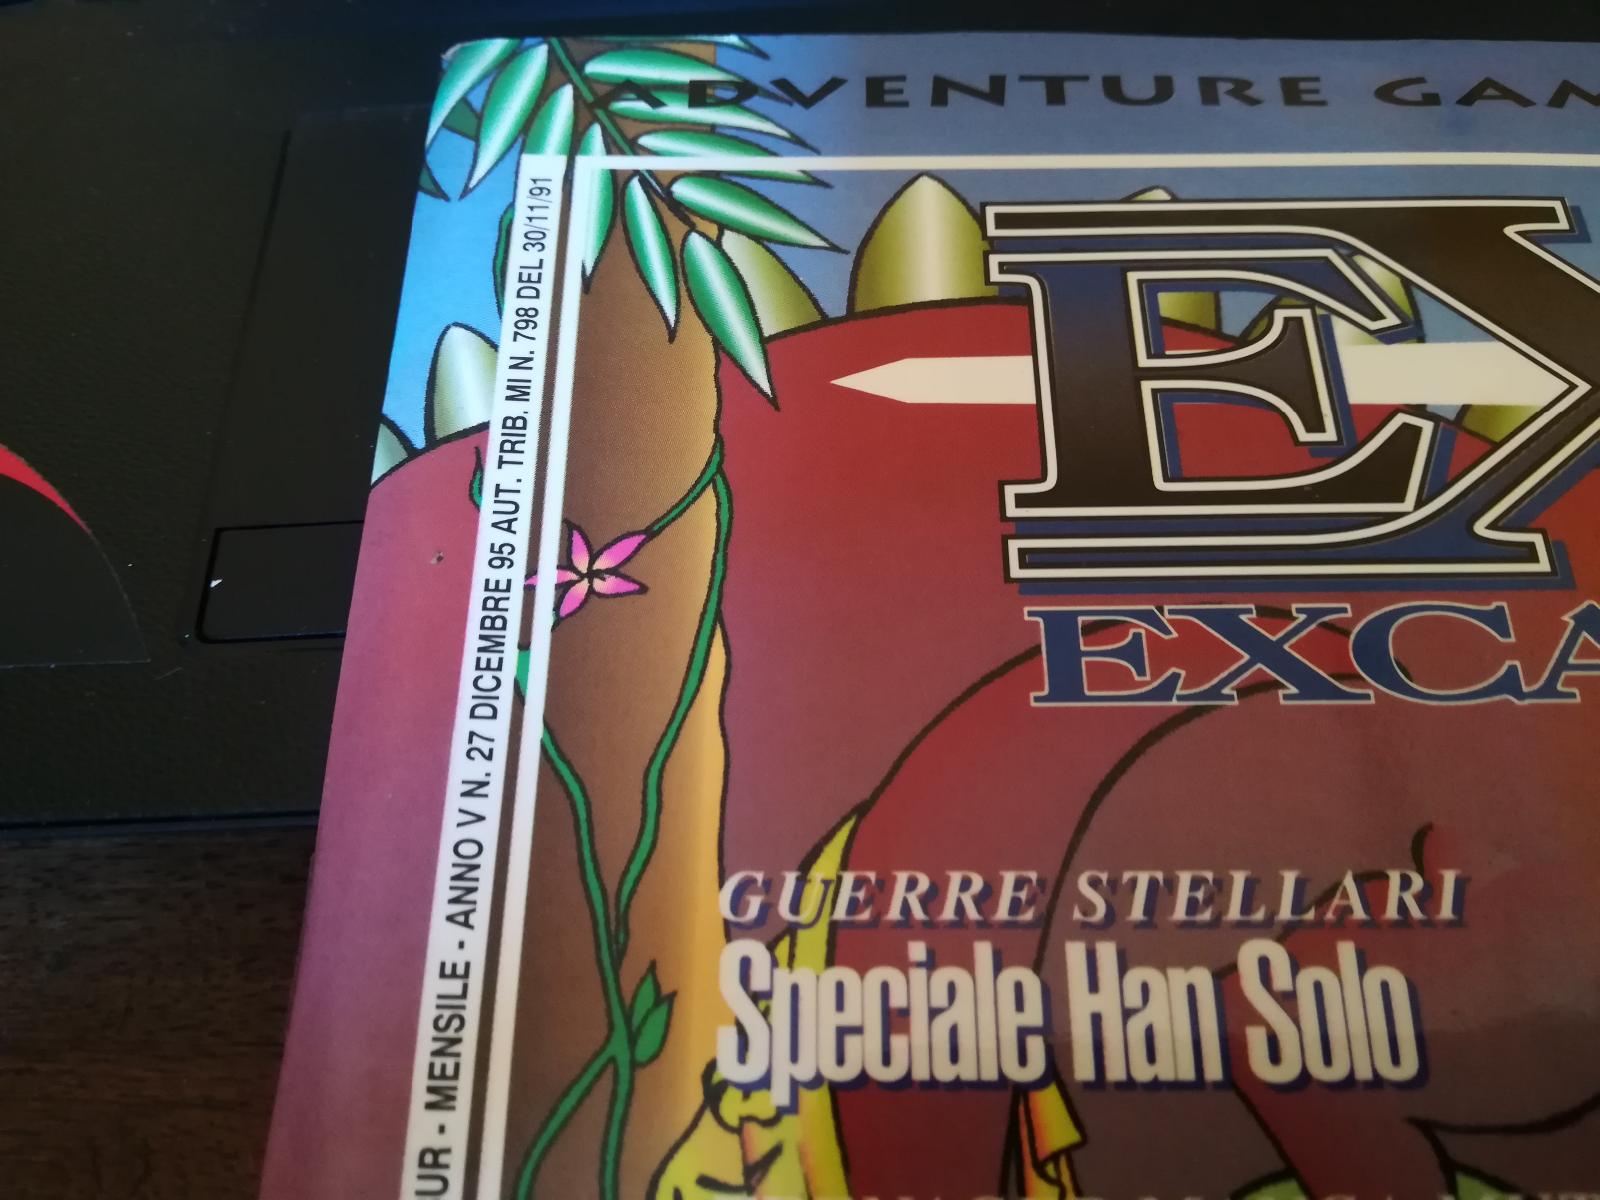 ADVENTURE GAM
EX
EXCA
GUERRE STELLARI
Speciale Han Solo
UR - MENSILE - ANNO V N. 27 DICEMBRE 95 AUT. TRIB. MI N. 798 DEL 30/11/91